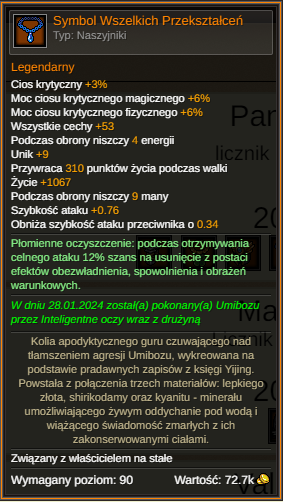 Symbol Wszelkich Przekształceń
Typ: Naszyjniki
Legendarny
Cios krytyczny +3%
Moc ciosu krytycznego magicznego +6%
Moc ciosu krytycznego fizycznego +6%
Wszystkie cechy +53
Podczas obrony niszczy 4 energii
Unik +9
Przywraca 310 punktów życia podczas walki
Życie +1067
Podczas obrony niszczy 9 many
Szybkość ataku +0.76
Obniża szybkość ataku przeciwnika o 0.34
Płomienne oczyszczenie: podczas otrzymywania
celnego ataku 12% szans na usunięcie z postaci
efektów obezwładnienia, spowolnienia i obrażeń
warunkowych.
W dniu 28.01.2024 został(a) pokonany(a) Umibozu
przez Inteligentne oczy wraz z drużyną
Kolia apodyktycznego guru czuwającego nad
tłamszeniem agresji Umibozu, wykreowana na
podstawie pradawnych zapisów z księgi Yijing.
Powstała z połączenia trzech materiałów: lepkiego
złota, shirikodamy oraz kyanitu - minerału
umożliwiającego żywym oddychanie pod wodą i
wiążącego świadomość zmarłych z ich
zakonserwowanymi ciałami.
Związany z właścicielem na stałe
Wymagany poziom: 90 Wartość: 72.7k